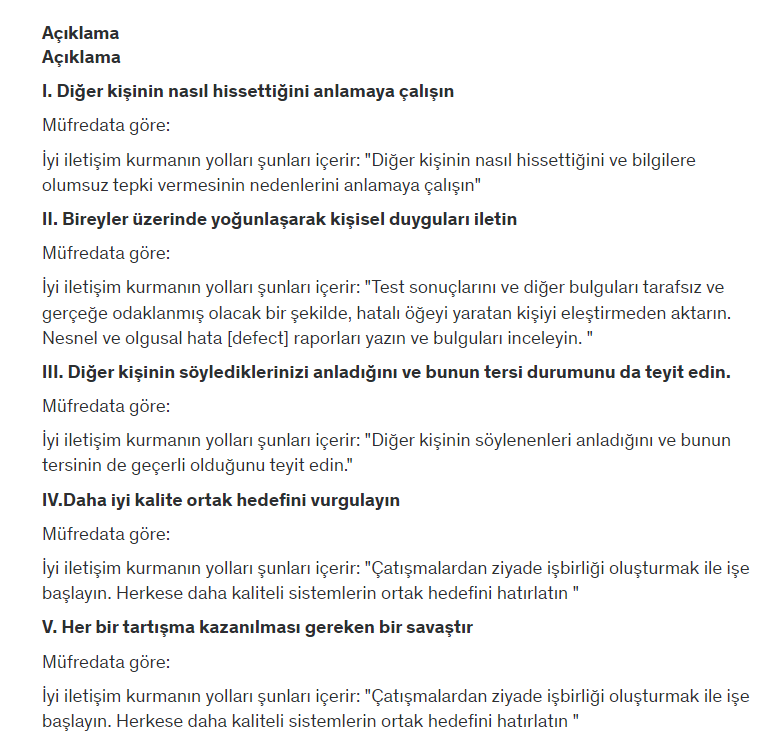 Açıklama
Açıklama
I. Diğer kişinin nasıl hissettiğini anlamaya çalışın
Müfredata göre:
İyi iletişim kurmanın yolları şunları içerir: "Diğer kişinin nasıl hissettiğini ve bilgilere
olumsuz tepki vermesinin nedenlerini anlamaya çalışın"
II. Bireyler üzerinde yoğunlaşarak kişisel duyguları iletin
Müfredata göre:
İyi iletişim kurmanın yolları şunları içerir: "Test sonuçlarını ve diğer bulguları tarafsız ve
gerçeğe odaklanmış olacak bir şekilde, hatalı öğeyi yaratan kişiyi eleştirmeden aktarın.
Nesnel ve olgusal hata [defect] raporları yazın ve bulguları inceleyin. "
III. Diğer kişinin söylediklerinizi anladığını ve bunun tersi durumunu da teyit edin.
Müfredata göre:
İyi iletişim kurmanın yolları şunları içerir: "Diğer kişinin söylenenleri anladığını ve bunun
tersinin de geçerli olduğunu teyit edin."
IV.Daha iyi kalite ortak hedefini vurgulayın
Müfredata göre:
İyi iletişim kurmanın yolları şunları içerir: "Çatışmalardan ziyade işbirliği oluşturmak ile işe
başlayın. Herkese daha kaliteli sistemlerin ortak hedefini hatırlatın "
V. Her bir tartışma kazanılması gereken bir savaştır
Müfredata göre:
İyi iletişim kurmanın yolları şunları içerir: "Çatışmalardan ziyade işbirliği oluşturmak ile işe
başlayın. Herkese daha kaliteli sistemlerin ortak hedefini hatırlatın "